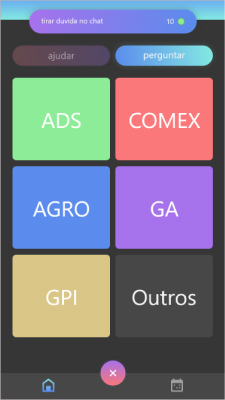 tirar duvida no chat 10
ajudar perguntar
ADS COMEX
AGRO GA
GPI Outros